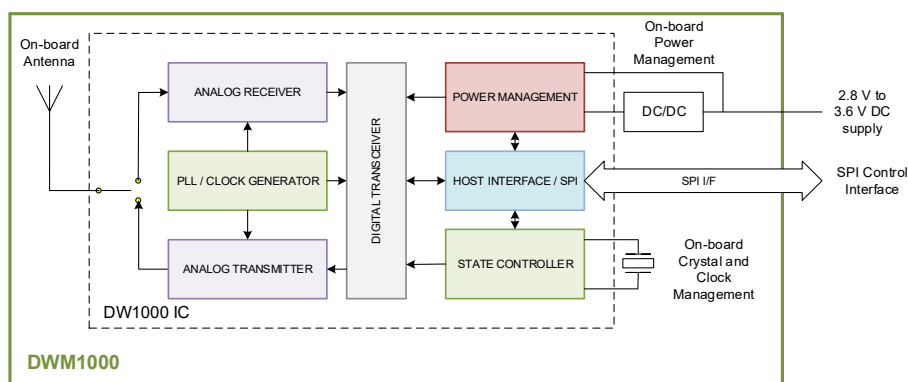 On-board
Antenna
ANALOG RECEIVER
PLL / CLOCK GENERATOR
ANALOG TRANSMITTER
DIGITAL TRANSCEIVER
POWER MANAGEMENT
HOST INTERFACE / SPI
STATE CONTROLLER
DW1000 IC
On-board
Power
Management
DC/DC
2.8 V to
3.6 V DC
supply
SPI I/F
SPI Control
Interface
On-board
Crystal and
Clock
Management
DWM1000